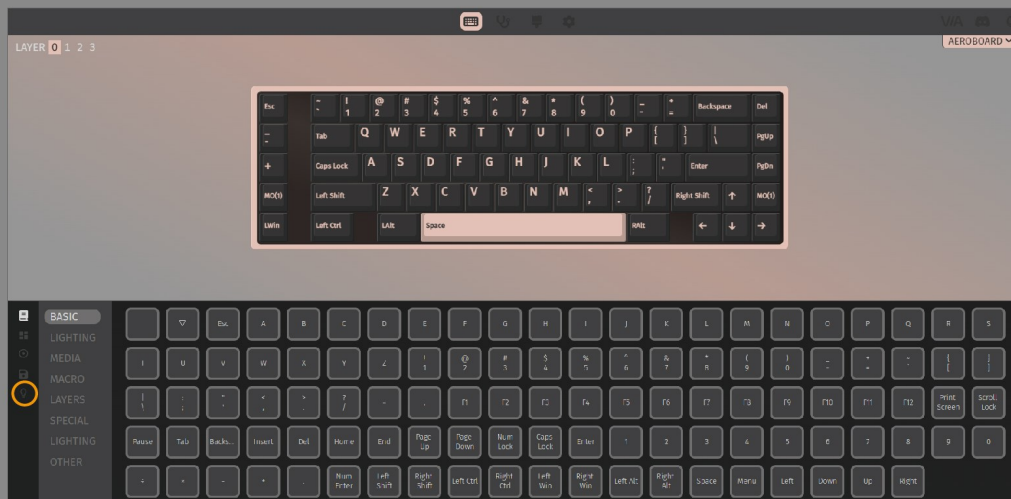 VIA
LAYER 0 1 2 3
AEROBOARD
Esc ~ ` ! 1 @ 2 # 3 $ 4 % 5 ^ 6 & 7 * 8 ( 9 ) 0 _ - + = Backspace Del
_ - Tab Q W E R T Y U I O P { [ } ] | \ PgUp
+ Caps Lock A S D F G H J K L : ; " ' Enter PgDn
MO(1) Left Shift Z X C V B N M < , > . ? / Right Shift ↑ MO(1)
LWin Left Ctrl LAlt Space RAlt ← ↓ →
BASIC
LIGHTING
MEDIA
MACRO
LAYERS
SPECIAL
LIGHTING
OTHER
▽ Esc A B C D E F G H I J K L M N O P Q R S
T U V W X Y Z ! 1 @ 2 # 3 $ 4 % 5 ^ 6 & 7 * 8 ( 9 ) 0 _ - + = ~ ` { [ } ]
| \ : ; " ' < , > . ? / = , F1 F2 F3 F4 F5 F6 F7 F8 F9 F10 F11 F12 Print Screen Scroll Lock
Pause Tab Backs... Insert Del Home End Page Up Page Down Num Lock Caps Lock Enter 1 2 3 4 5 6 7 8 9 0
÷ × - + . Num Enter Left Shift Right Shift Left Ctrl Right Ctrl Left Win Right Win Left Alt Right Alt Space Menu Left Down Up Right